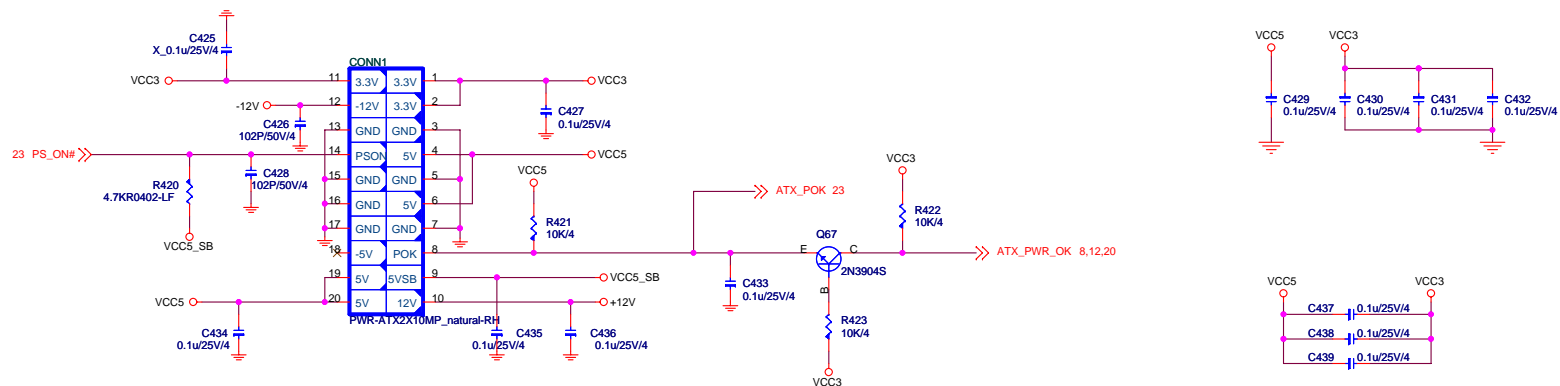 C425
X_0.1u/25V/4
CONN1
VCC3
11
3.3V
3.3V
1
VCC3
-12V
12
-12V
3.3V
2
C426
102P/50V/4
C427
0.1u/25V/4
13
GND
GND
3
23 PS_ON#
14
PSON
5V
4
VCC5
R420
4.7KR0402-LF
C428
102P/50V/4
15
GND
GND
5
16
GND
5V
6
17
GND
GND
7
VCC5_SB
18
-5V
POK
8
19
5V
5VSB
9
VCC5_SB
VCC5
20
5V
12V
10
+12V
PWR-ATX2X10MP_natural-RH
C434
0.1u/25V/4
C435
0.1u/25V/4
C436
0.1u/25V/4
VCC5
R421
10K/4
ATX_POK 23
C433
0.1u/25V/4
Q67
E
C
2N3904S
B
R423
10K/4
VCC3
VCC3
R422
10K/4
ATX_PWR_OK 8,12,20
VCC5
VCC3
C429
0.1u/25V/4
C430
0.1u/25V/4
C431
0.1u/25V/4
C432
0.1u/25V/4
VCC5
VCC3
C437
0.1u/25V/4
C438
0.1u/25V/4
C439
0.1u/25V/4